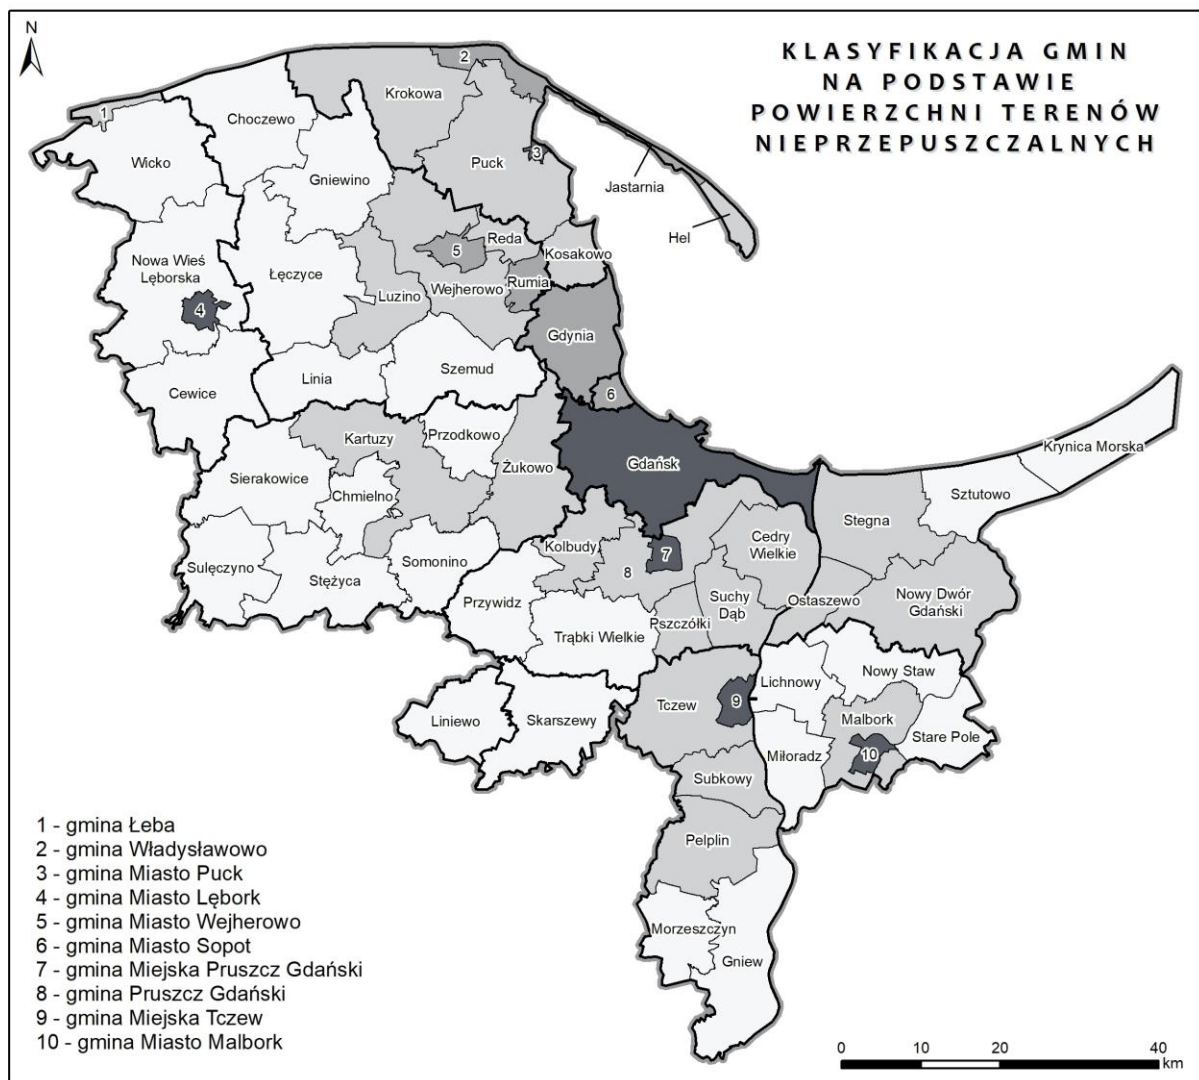 N
KLASYFIKACJA GMIN
NA PODSTAWIE
POWIERZCHNI TERENÓW
NIEPRZEPUSZCZALNYCH
2
Krokowa
1
Choczewo
3
Wicko
Puck
Gniewino
Jastarnia
Hel
Reda
5
Kosakowo
Nowa Wieś
Lęborska
Łęczyce
Rumia
Wejherowo
Luzino
4
Gdynia
Szemud
Linia
Cewice
6
Kartuzy
Przodkowo
Krynica Morska
Żukowo
Gdańsk
Sierakowice
Chmielno
Sztutowo
Stegna
Cedry
Wielkie
Kolbudy
7
Somonino
Sulęczyno
8
Stężyca
Suchy
Dąb
Nowy Dwór
Gdański
Ostaszewo
Przywidz
Pszczółki
Trąbki Wielkie
Nowy Staw
Lichnowy
Tczew
9
Liniewo
Skarszewy
Malbork
Stare Pole
10
Miłoradz
Subkowy
Pelplin
Morzeszczyn
Gniew
1 - gmina Łeba
2 - gmina Władysławowo
3 - gmina Miasto Puck
4 - gmina Miasto Lębork
5 - gmina Miasto Wejherowo
6 - gmina Miasto Sopot
7 - gmina Miejska Pruszcz Gdański
8 - gmina Pruszcz Gdański
9 - gmina Miejska Tczew
10 - gmina Miasto Malbork
0 10 20 40
km